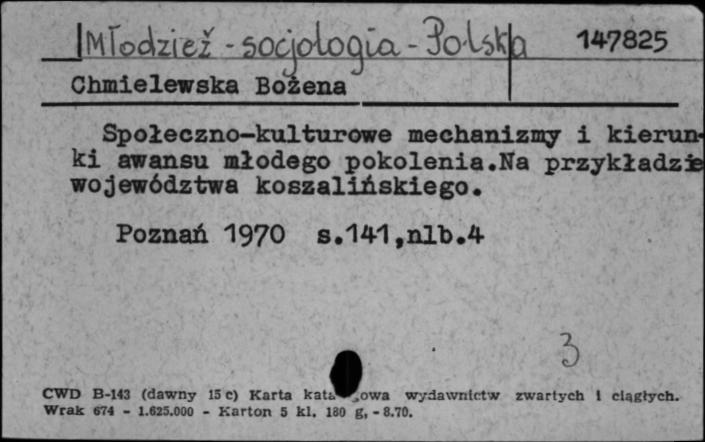 Młodzież - socjologia - Polska 147825
Chmielewska Bożena
Społeczno-kulturowe mechanizmy i kierun-
ki awansu młodego pokolenia.Na przykładzie
województwa koszalińskiego.
Poznań 1970 s.141,nlb.4
3
CWD B-143 (dawny 15 c) Karta kata owa wydawnictw zwartych i ciągłych.
Wrak 674 - 1.625.000 - Karton 5 kl. 180 g, - 8.70.